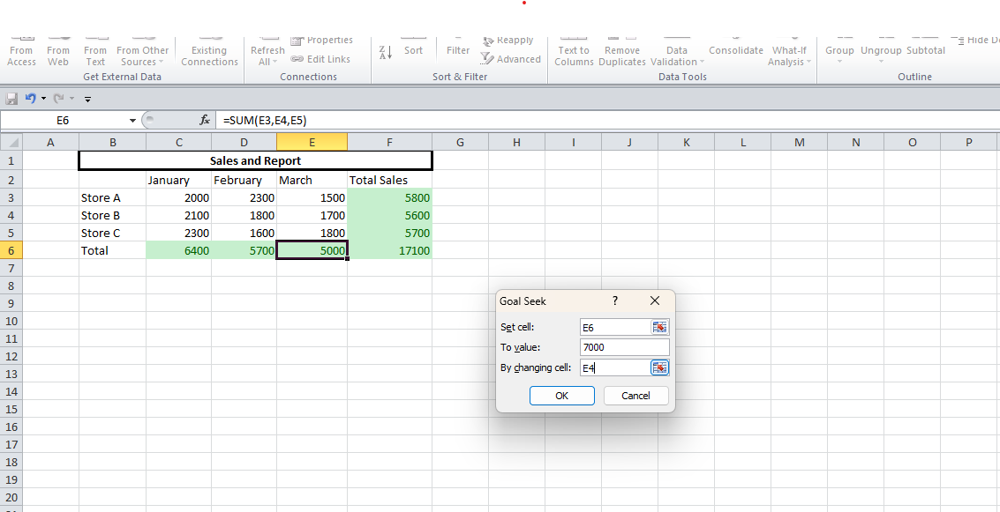 Properties Reapply Hide D
From From From From Other Existing Refresh Edit Links Sort Filter Advanced Text to Remove Data Consolidate What-If Group Ungroup Subtotal
Access Web Text Sources Connections All Columns Duplicates Validation Analysis
Get External Data Connections Sort & Filter Data Tools Outline
E6 fx =SUM(E3,E4,E5)
A B C D E F G H I J K L M N O P
1 Sales and Report
2 January February March Total Sales
3 Store A 2000 2300 1500 5800
4 Store B 2100 1800 1700 5600
5 Store C 2300 1600 1800 5700
6 Total 6400 5700 5000 17100
7
8
9 Goal Seek ?
10
11 Set cell: E6
12 To value: 7000
13 By changing cell: E4
14
15 OK Cancel
16
17
18
19
20